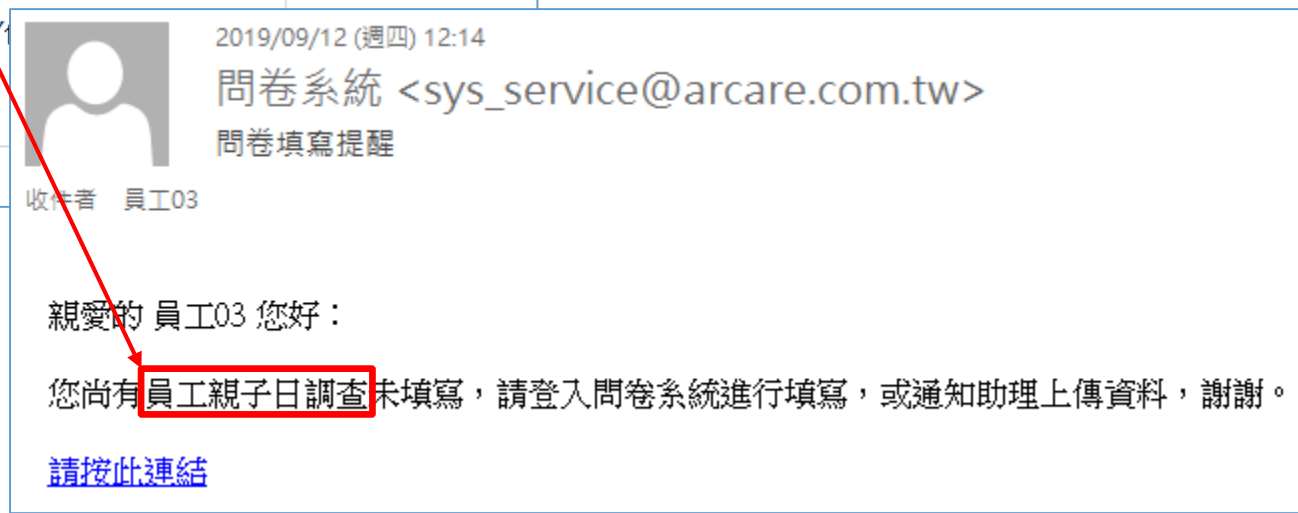 2019/09/12 (週四) 12:14
問卷系統 <sys_service@arcare.com.tw>
問卷填寫提醒
收件者 員工03
親愛的 員工03 您好：
您尚有員工親子日調查未填寫，請登入問卷系統進行填寫，或通知助理上傳資料，謝謝。
請按此連結